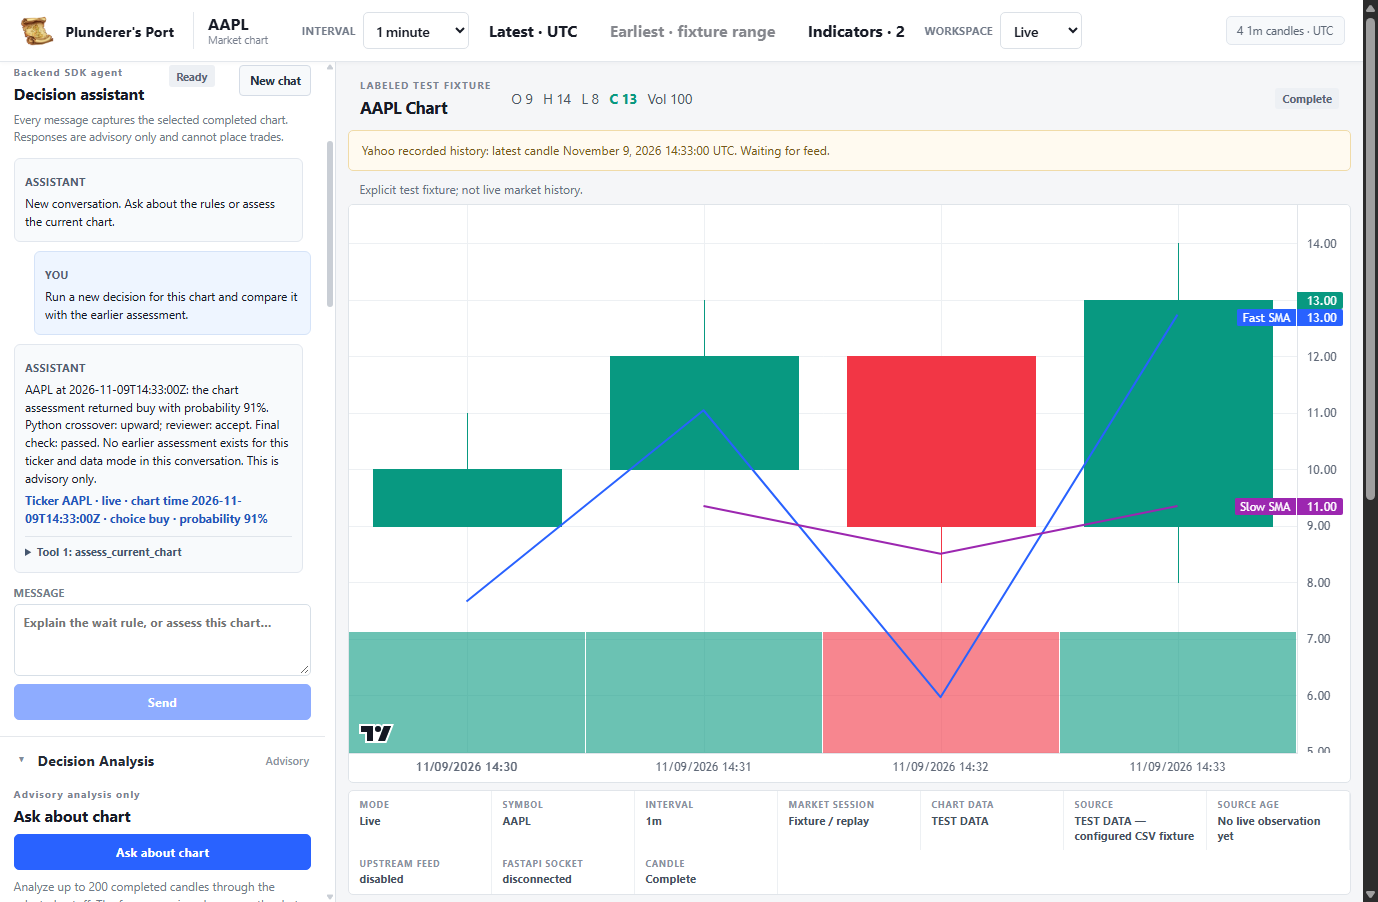 Plunderer's Port
AAPL
Market chart
INTERVAL
1 minute
Latest · UTC
Earliest · fixture range
Indicators · 2
WORKSPACE
Live
4 1m candles · UTC
Backend SDK agent
Decision assistant
Ready
New chat
Every message captures the selected completed chart.
Responses are advisory only and cannot place trades.
ASSISTANT
New conversation. Ask about the rules or assess
the current chart.
YOU
Run a new decision for this chart and compare it
with the earlier assessment.
ASSISTANT
AAPL at 2026-11-09T14:33:00Z: the chart
assessment returned buy with probability 91%.
Python crossover: upward; reviewer: accept. Final
check: passed. No earlier assessment exists for this
ticker and data mode in this conversation. This is
advisory only.
Ticker AAPL · live · chart time 2026-11-
09T14:33:00Z · choice buy · probability 91%
Tool 1: assess_current_chart
MESSAGE
Explain the wait rule, or assess this chart...
Send
Decision Analysis
Advisory
Advisory analysis only
Ask about chart
Ask about chart
Analyze up to 200 completed candles through the
LABELED TEST FIXTURE
AAPL Chart
O 9 H 14 L 8 C 13 Vol 100
Complete
Yahoo recorded history: latest candle November 9, 2026 14:33:00 UTC. Waiting for feed.
Explicit test fixture; not live market history.
14.00
13.00
Fast SMA 13.00
12.00
11.00
10.00
Slow SMA 11.00
9.00
8.00
7.00
6.00
5.00
11/09/2026 14:30
11/09/2026 14:31
11/09/2026 14:32
11/09/2026 14:33
MODE
Live
SYMBOL
AAPL
INTERVAL
1m
MARKET SESSION
Fixture / replay
CHART DATA
TEST DATA
SOURCE
TEST DATA —
configured CSV fixture
SOURCE AGE
No live observation
yet
UPSTREAM FEED
disabled
FASTAPI SOCKET
disconnected
CANDLE
Complete